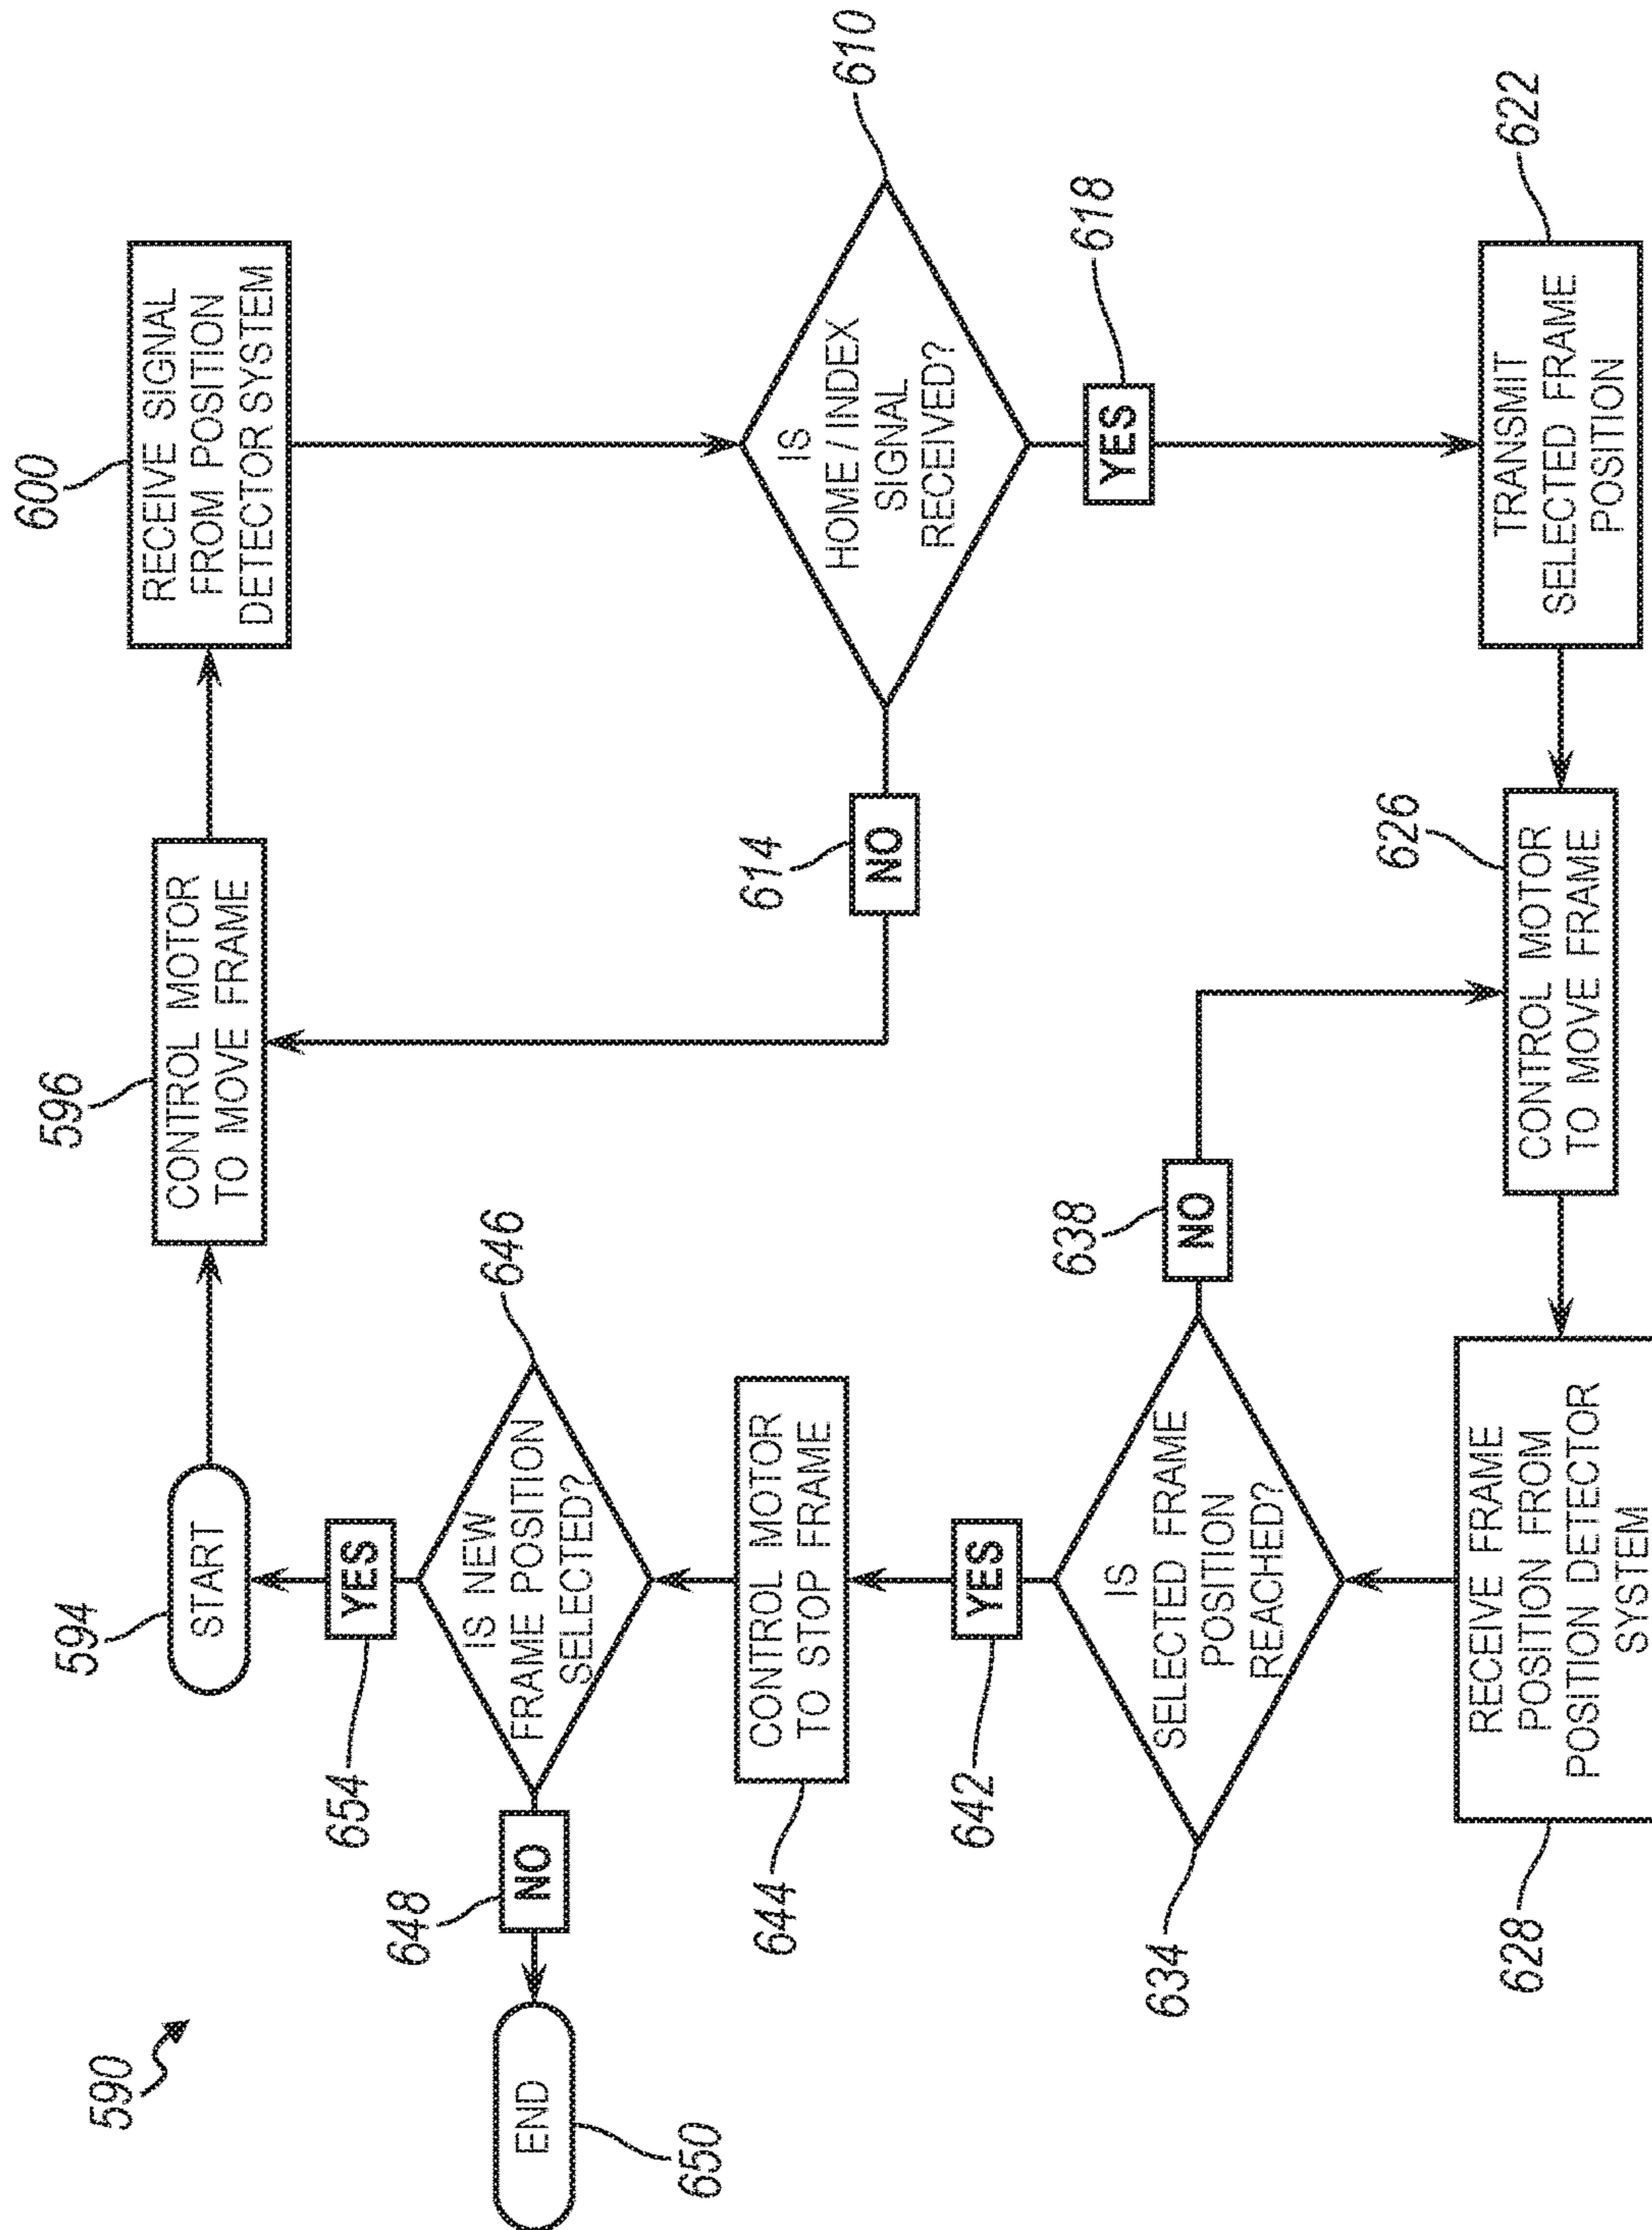 590
594
START
596
CONTROL MOTOR
TO MOVE FRAME
600
RECEIVE SIGNAL
FROM POSITION
DETECTOR SYSTEM
610
IS
HOME / INDEX
SIGNAL
RECEIVED?
614
NO
618
YES
622
TRANSMIT
SELECTED FRAME
POSITION
626
CONTROL MOTOR
TO MOVE FRAME
628
RECEIVE FRAME
POSITION FROM
POSITION DETECTOR
SYSTEM
634
IS
SELECTED FRAME
POSITION
REACHED?
638
NO
642
YES
644
CONTROL MOTOR
TO STOP FRAME
646
IS NEW
FRAME POSITION
SELECTED?
648
NO
650
END
654
YES